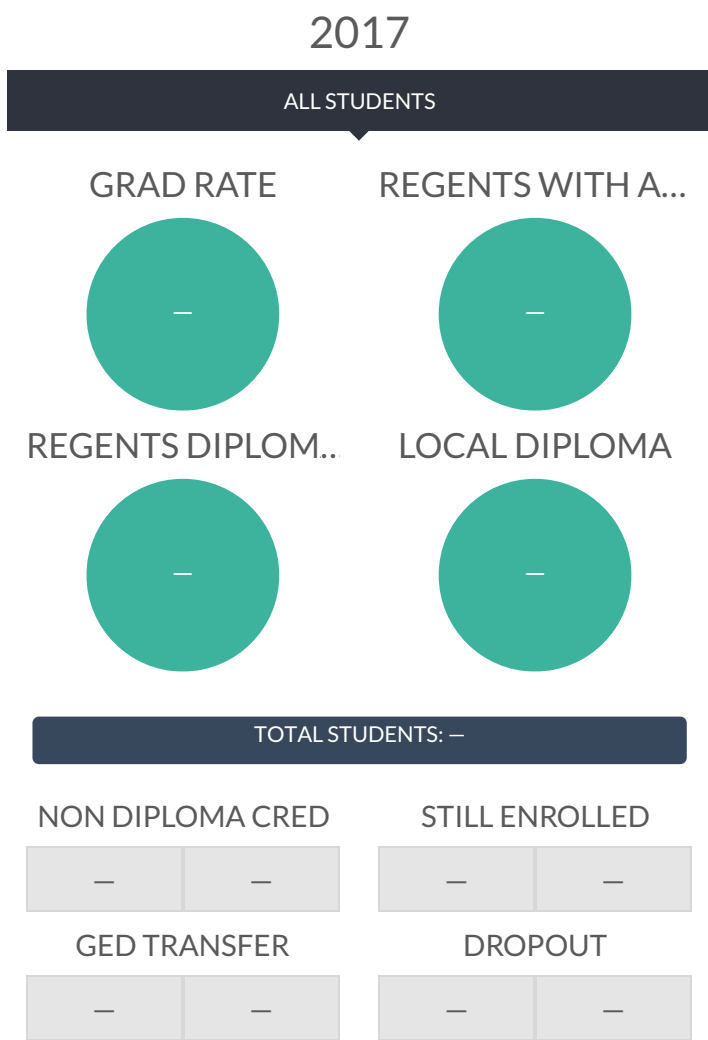 2017
ALL STUDENTS
GRAD RATE
REGENTS WITH A...
—
—
REGENTS DIPLOM...
LOCAL DIPLOMA
—
—
TOTAL STUDENTS: —
NON DIPLOMA CRED
STILL ENROLLED
— —
— —
GED TRANSFER
DROPOUT
— —
— —